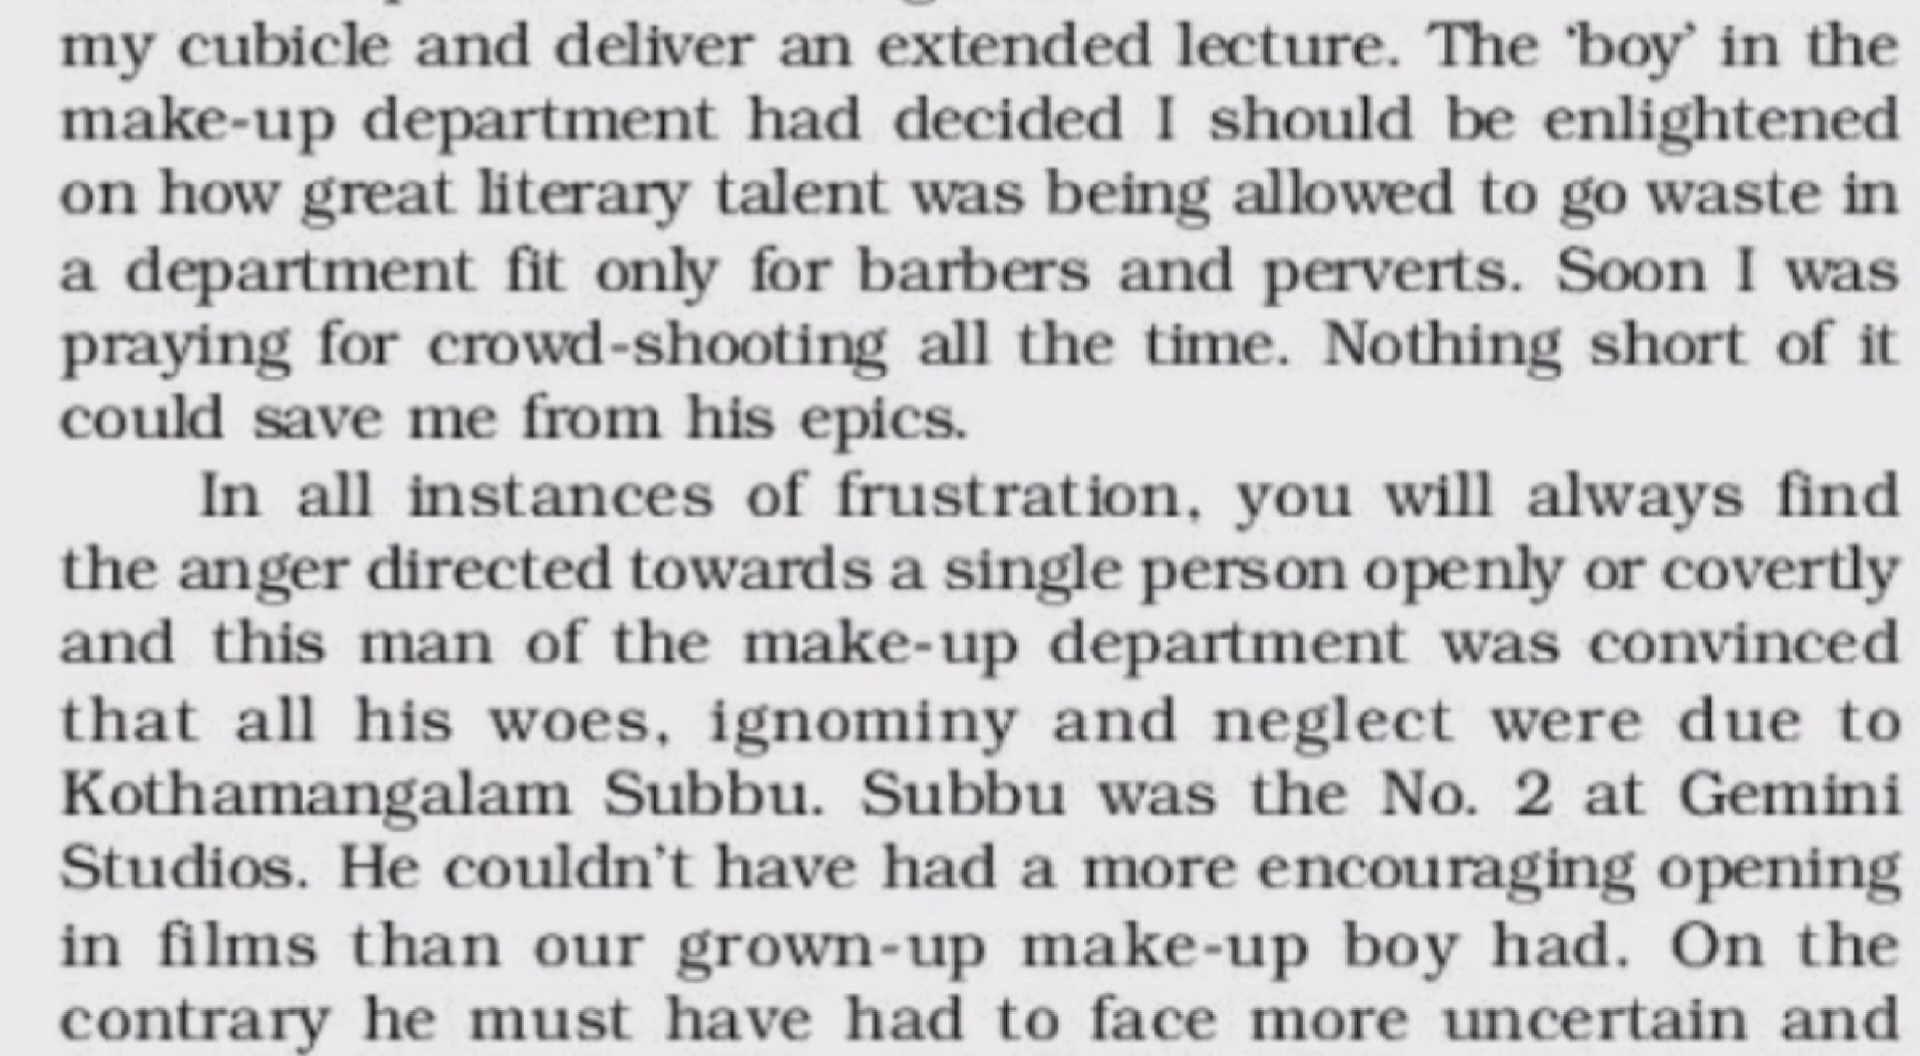 my cubicle and deliver an extended lecture. The ‘boy’ in the
make-up department had decided I should be enlightened
on how great literary talent was being allowed to go waste in
a department fit only for barbers and perverts. Soon I was
praying for crowd-shooting all the time. Nothing short of it
could save me from his epics.
In all instances of frustration, you will always find
the anger directed towards a single person openly or covertly
and this man of the make-up department was convinced
that all his woes, ignominy and neglect were due to
Kothamangalam Subbu. Subbu was the No. 2 at Gemini
Studios. He couldn’t have had a more encouraging opening
in films than our grown-up make-up boy had. On the
contrary he must have had to face more uncertain and